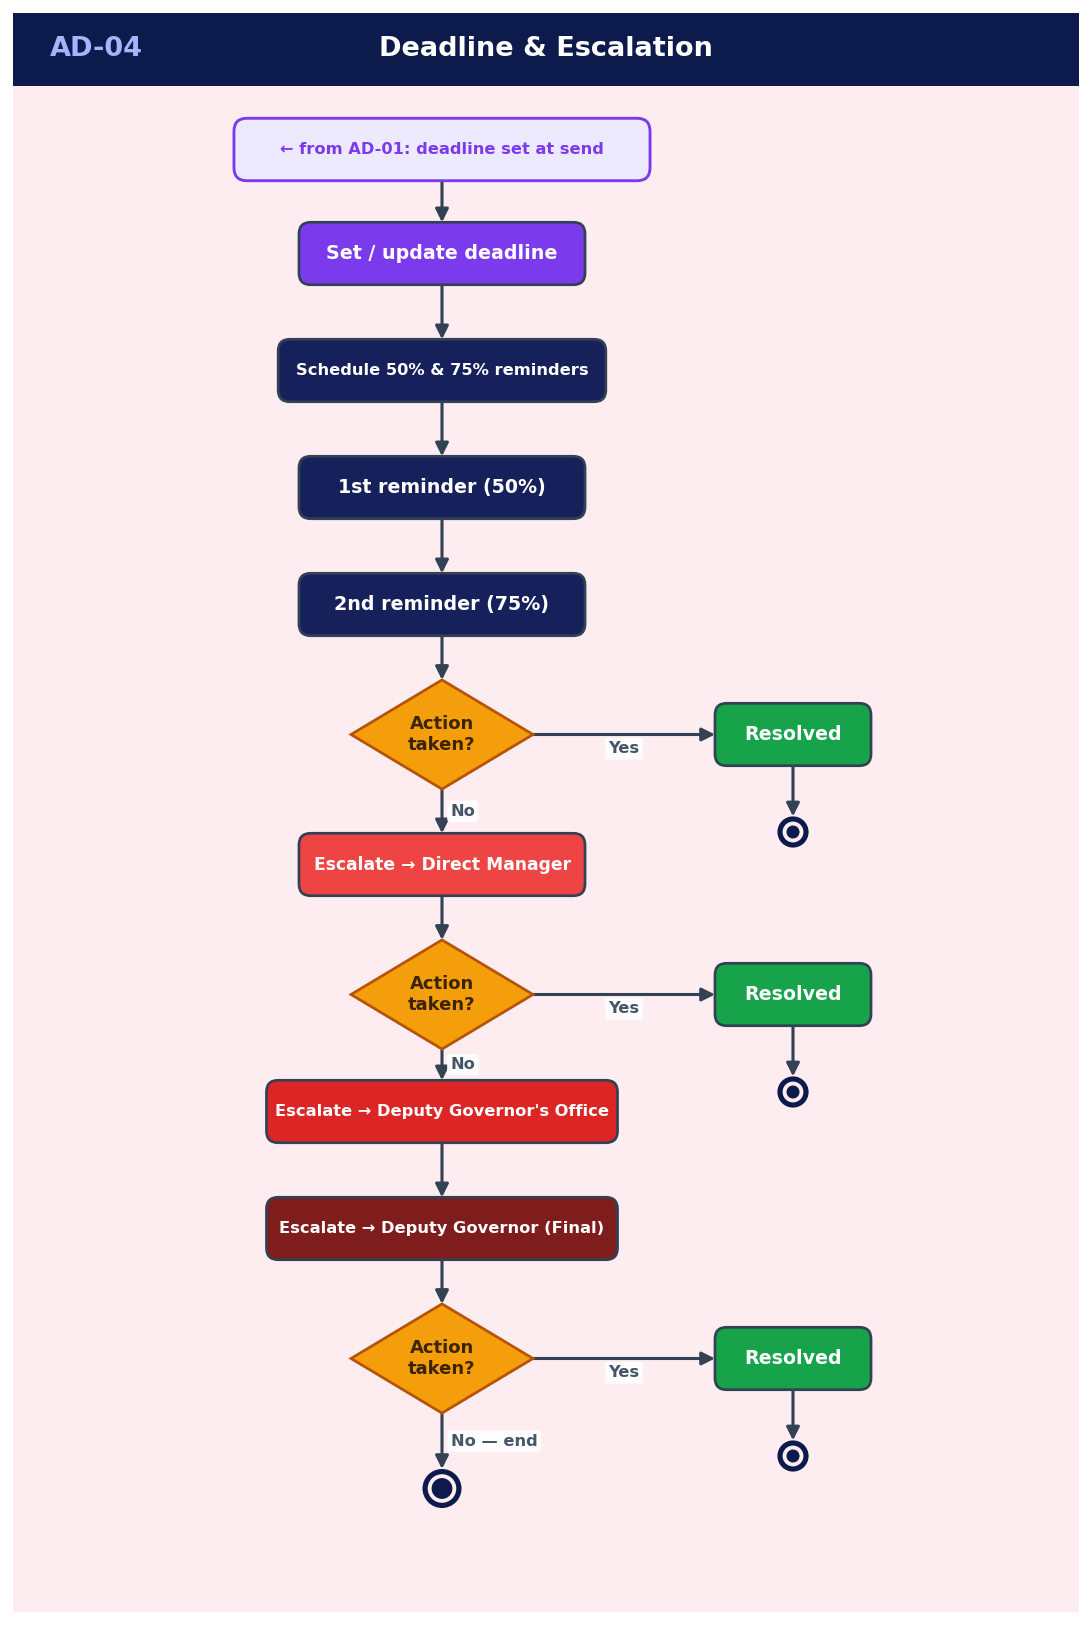 AD-04
Deadline & Escalation
← from AD-01: deadline set at send
Set / update deadline
Schedule 50% & 75% reminders
1st reminder (50%)
2nd reminder (75%)
Action
taken?
Yes
Resolved
No
Escalate → Direct Manager
Action
taken?
Yes
Resolved
No
Escalate → Deputy Governor's Office
Escalate → Deputy Governor (Final)
Action
taken?
Yes
Resolved
No — end